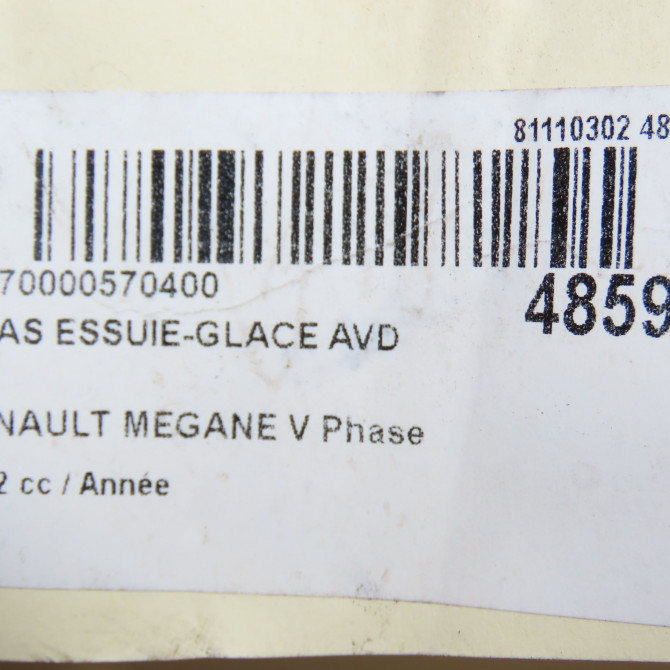 81110302 48
70000570400
4859
AS ESSUIE-GLACE AVD
NAULT MEGANE V Phase
2 cc / Année